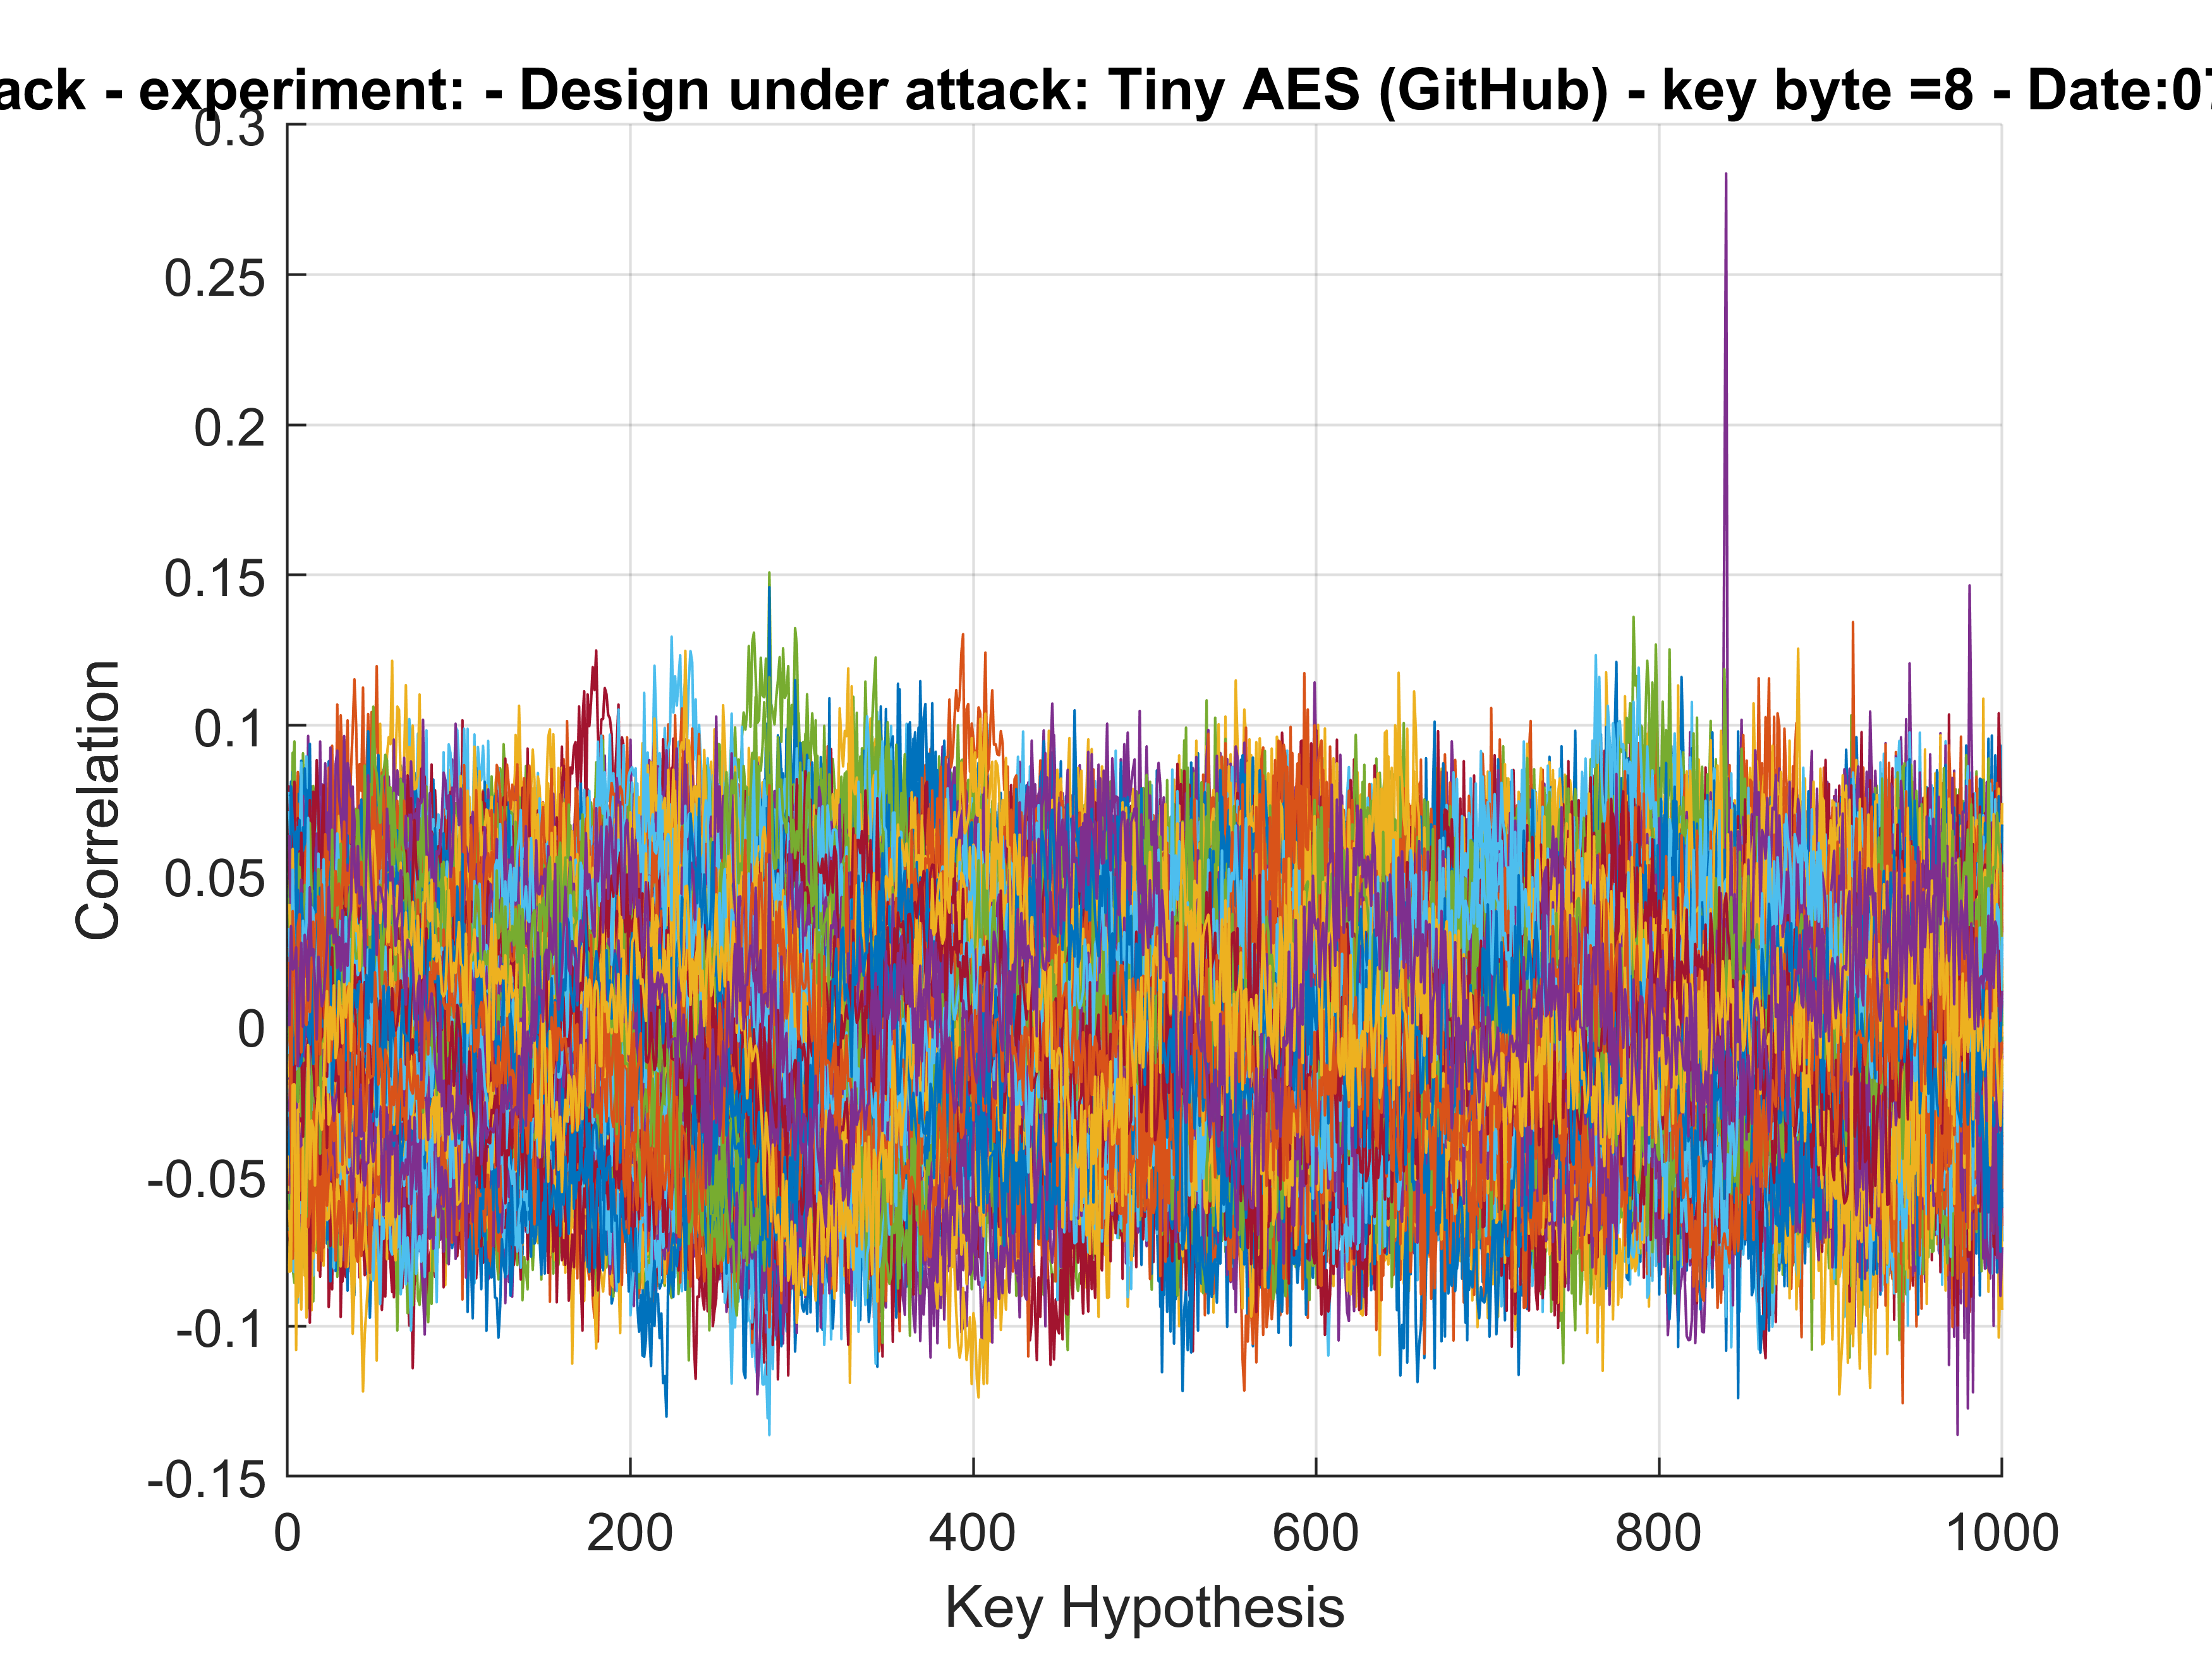 ack - experiment: - Design under attack: Tiny AES (GitHub) - key byte =8 - Date:07
0.3
0.25
0.2
0.15
0.1
0.05
0
-0.05
-0.1
-0.15
Correlation
0 200 400 600 800 1000
Key Hypothesis